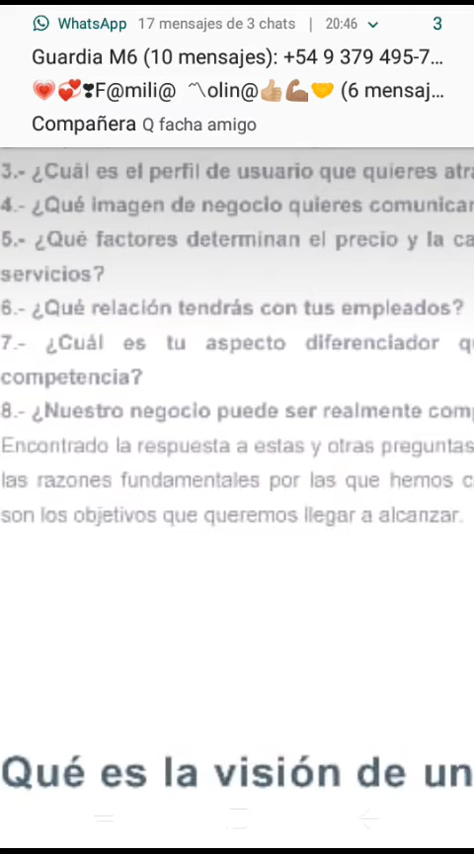 WhatsApp 17 mensajes de 3 chats | 20:46 3
Guardia M6 (10 mensajes): +54 9 379 495-7...
💗💞❣F@mili@ 〽olin@👍🏼💪🏽🤝 (6 mensaj...
Compañera Q facha amigo
3.- ¿Cuál es el perfil de usuario que quieres atra
4.- ¿Qué imagen de negocio quieres comunicar
5.- ¿Qué factores determinan el precio y la ca
servicios?
6.- ¿Qué relación tendrás con tus empleados?
7.- ¿Cuál es tu aspecto diferenciador q
competencia?
8.- ¿Nuestro negocio puede ser realmente com
Encontrado la respuesta a estas y otras preguntas
las razones fundamentales por las que hemos c
son los objetivos que queremos llegar a alcanzar.
Qué es la visión de un